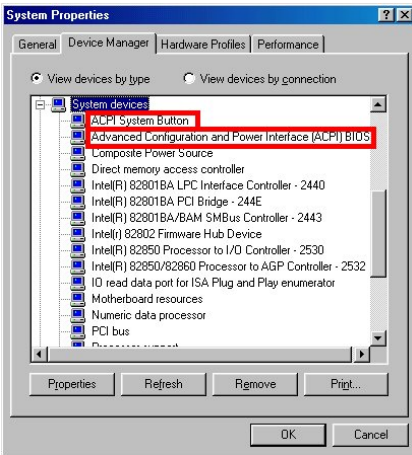 System Properties
General Device Manager Hardware Profiles Performance
View devices by type View devices by connection
System devices
ACPI System Button
Advanced Configuration and Power Interface (ACPI) BIOS
Composite Power Source
Direct memory access controller
Intel(R) 82801BA LPC Interface Controller - 2440
Intel(R) 82801BA PCI Bridge - 244E
Intel(R) 82801BA/BAM SMBus Controller - 2443
Intel(r) 82802 Firmware Hub Device
Intel(R) 82850 Processor to I/O Controller - 2530
Intel(R) 82850/82860 Processor to AGP Controller - 2532
IO read data port for ISA Plug and Play enumerator
Motherboard resources
Numeric data processor
PCI bus
Properties Refresh Remove Print...
OK Cancel